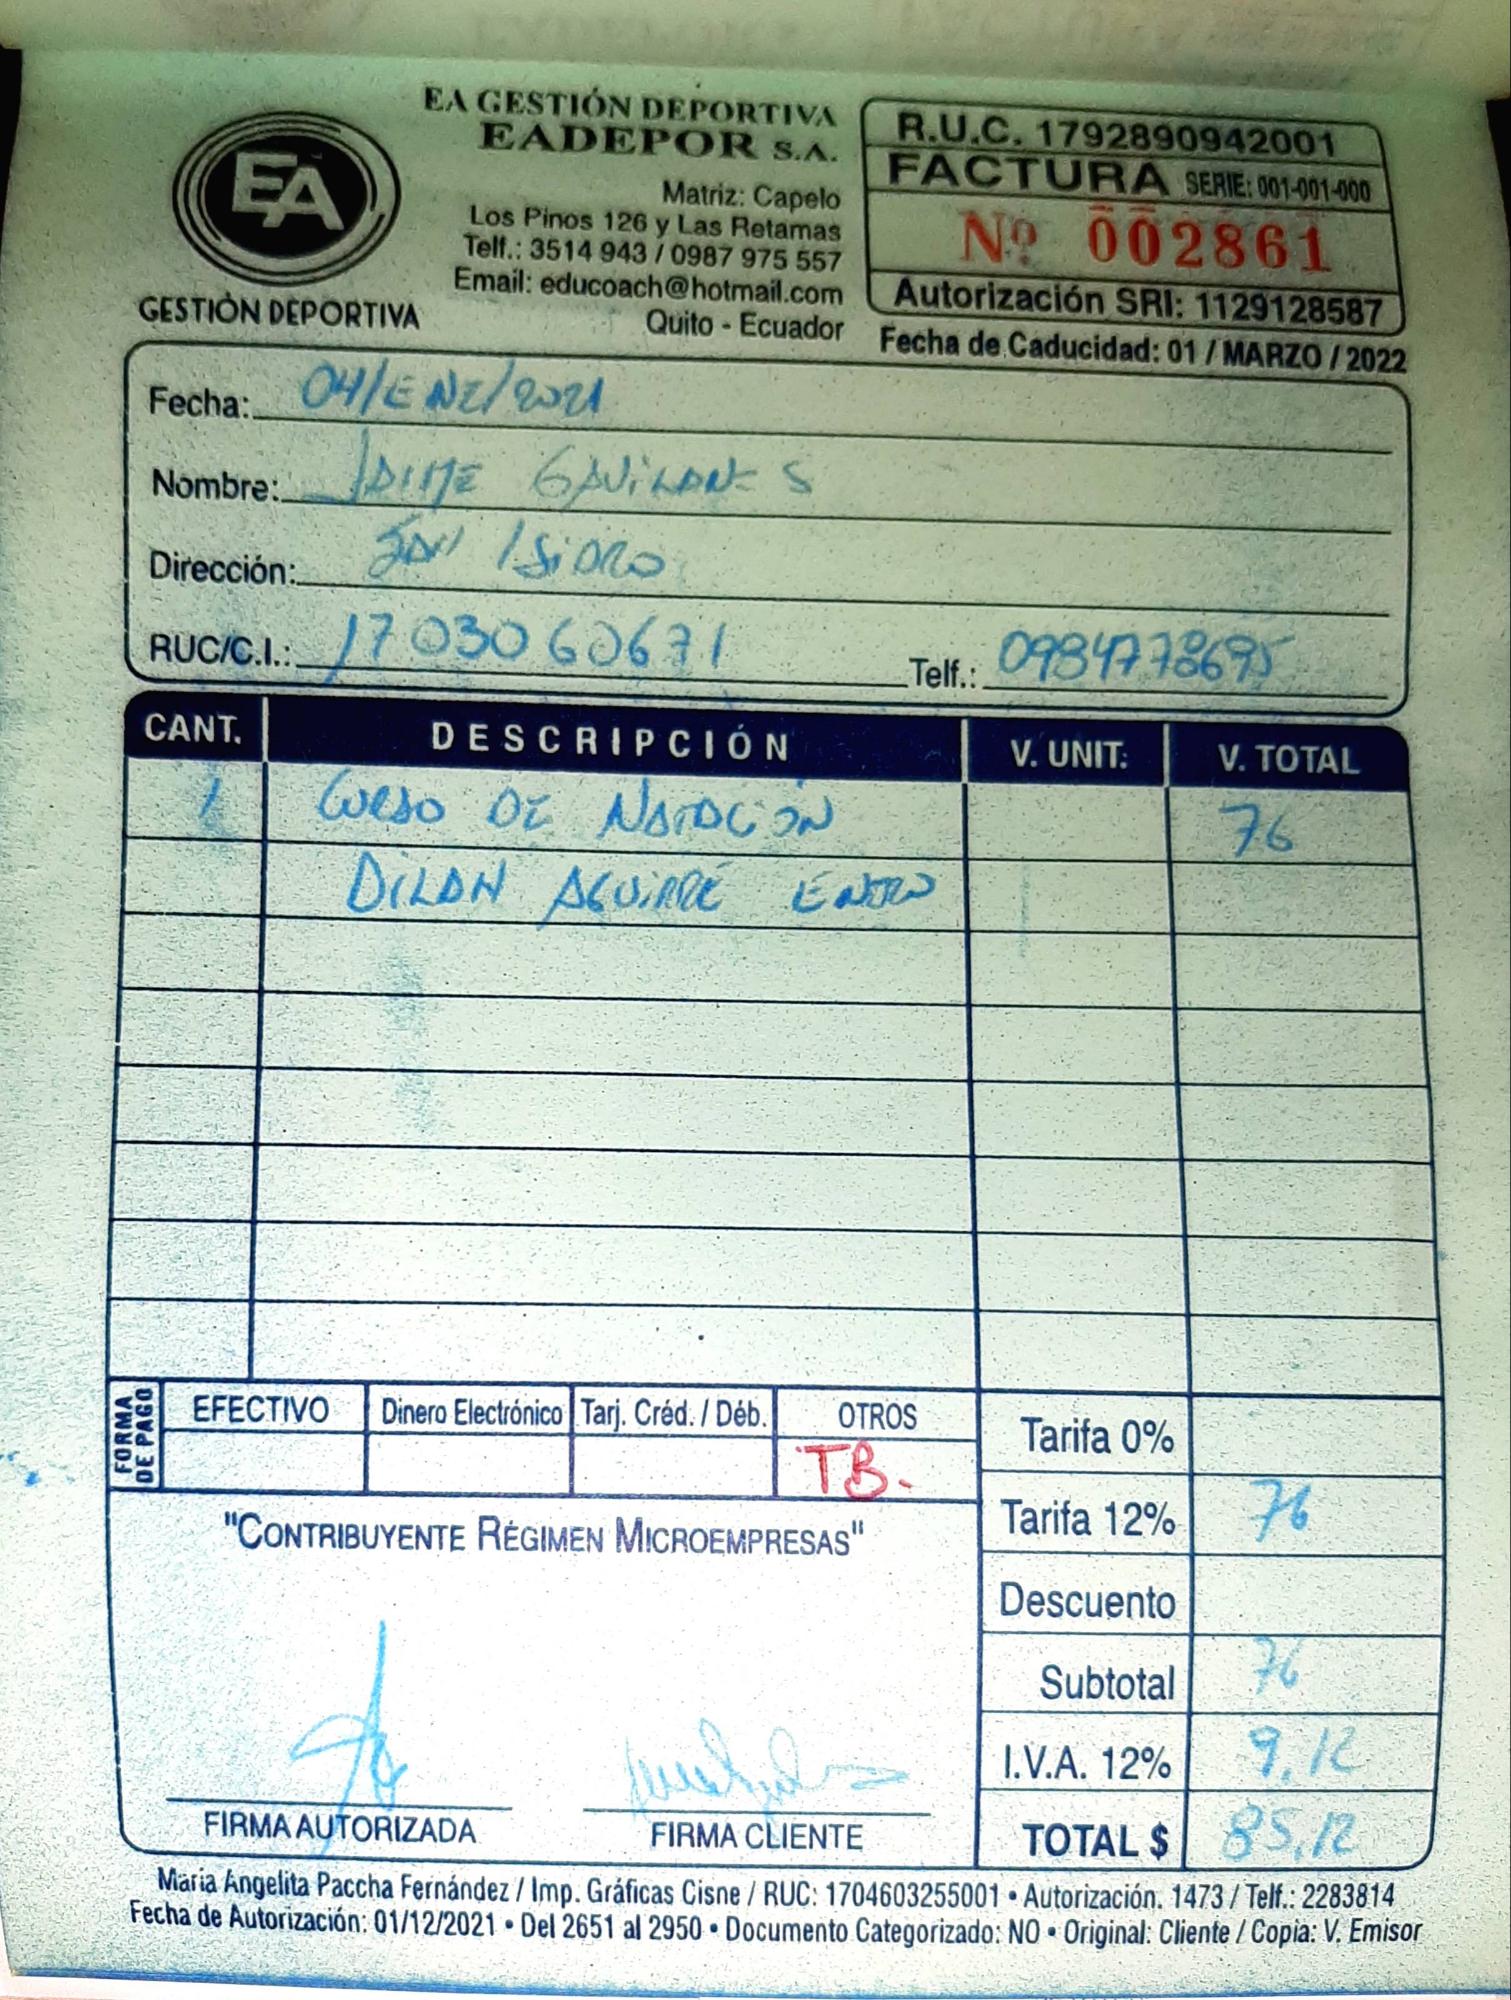 EA GESTIÓN DEPORTIVA
EADEPOR S.A.
EA
GESTIÓN DEPORTIVA
Matriz: Capelo
Los Pinos 126 y Las Retamas
Telf.: 3514 943 / 0987 975 557
Email: educoach@hotmail.com
Quito - Ecuador
R.U.C. 1792890942001
FACTURA SERIE: 001-001-000
Nº 002861
Autorización SRI: 1129128587
Fecha de Caducidad: 01 / MARZO / 2022
Fecha: 04/ENE/2021
Nombre: JAIME GAVILANES
Dirección: SAN ISIDRO
RUC/C.I.: 1703060671 Telf.: 0984778695
CANT. DESCRIPCIÓN V. UNIT. V. TOTAL
1 CURSO DE NATACIÓN 76
DILAN AGUIRRE ENERO
FORMA DE PAGO
EFECTIVO Dinero Electrónico Tarj. Créd. / Déb. OTROS
TB.
Tarifa 0%
Tarifa 12% 76
Descuento
Subtotal 76
I.V.A. 12% 9,12
TOTAL $ 85,12
"CONTRIBUYENTE RÉGIMEN MICROEMPRESAS"
FIRMA AUTORIZADA FIRMA CLIENTE
Maria Angelita Paccha Fernández / Imp. Gráficas Cisne / RUC: 1704603255001 • Autorización. 1473 / Telf.: 2283814
Fecha de Autorización: 01/12/2021 • Del 2651 al 2950 • Documento Categorizado: NO • Original: Cliente / Copia: V. Emisor